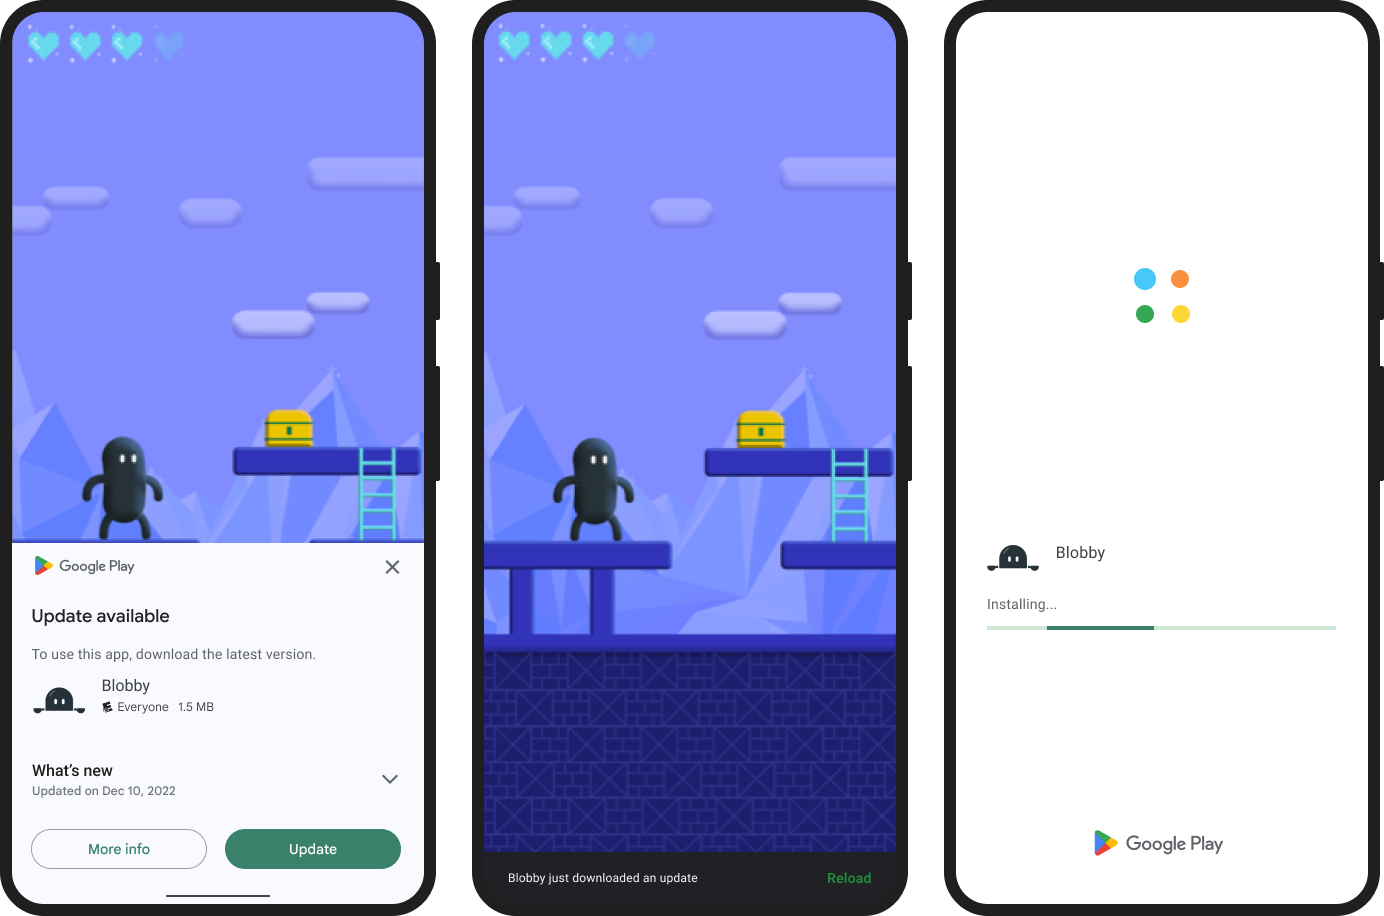 Google Play
Update available
To use this app, download the latest version.
Blobby
Everyone 1.5 MB
What's new
Updated on Dec 10, 2022
More info
Update
Blobby just downloaded an update
Reload
Blobby
Installing...
Google Play